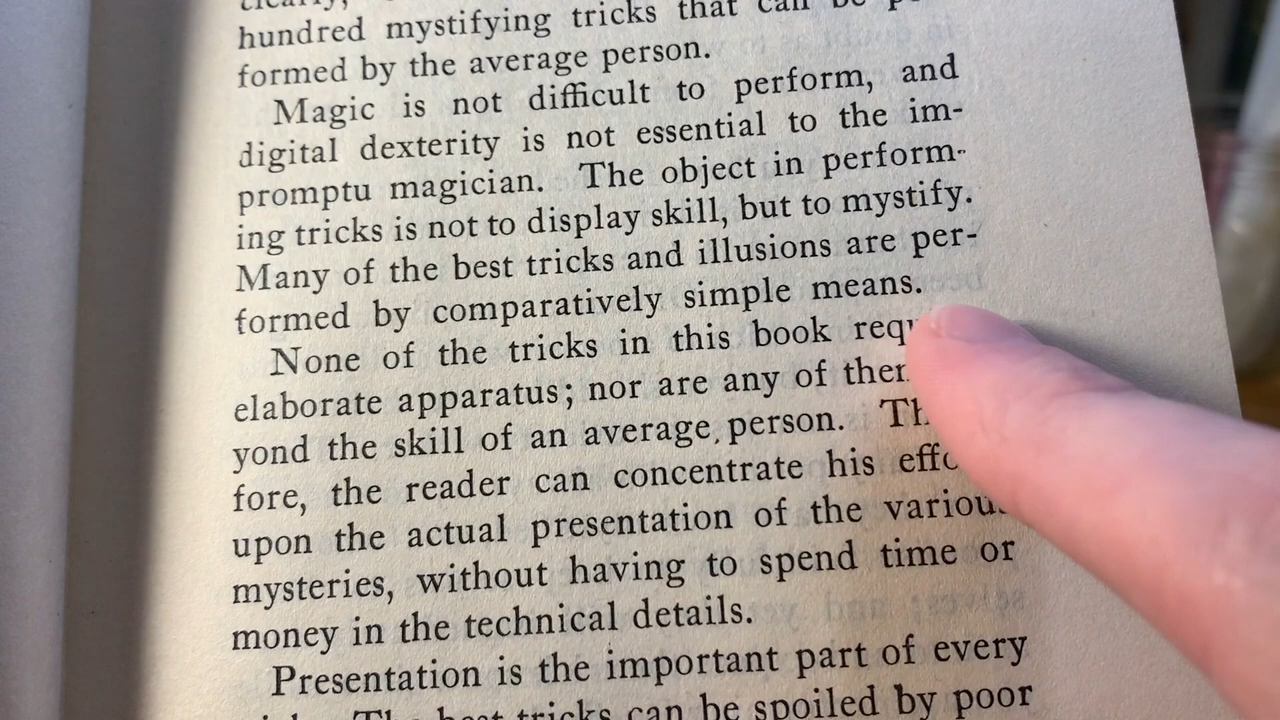 hundred mystifying tricks that can be
formed by the average person.
Magic is not difficult to perform, and
digital dexterity is not essential to the im-
promptu magician. The object in perform-
ing tricks is not to display skill, but to mystify.
Many of the best tricks and illusions are per-
formed by comparatively simple means.
None of the tricks in this book
elaborate apparatus; nor are any of
yond the skill of an average person.
fore, the reader can concentrate his
upon the actual presentation of the various
mysteries, without having to spend time or
money in the technical details.
Presentation is the important part of every
The best tricks can be spoiled by poor